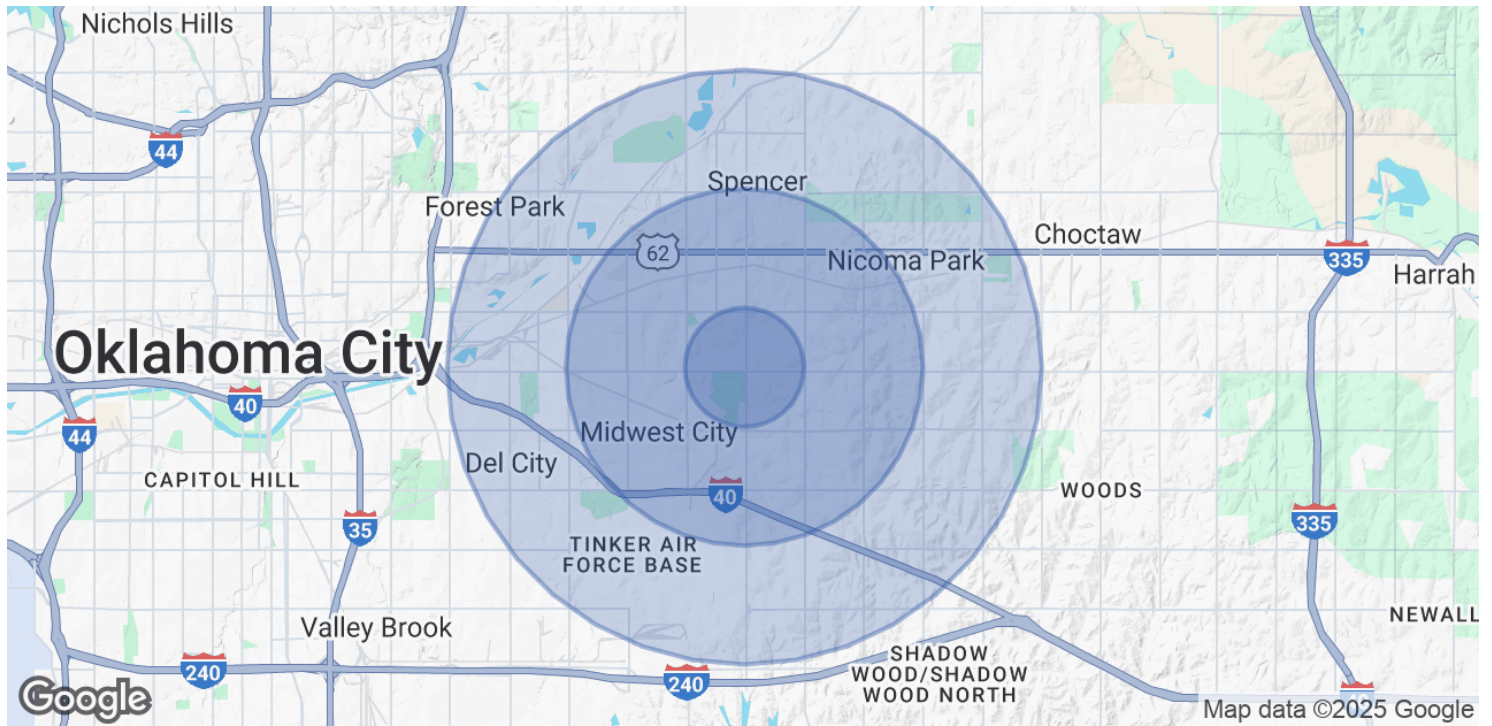 Nichols Hills
44
Spencer
Forest Park
62
Choctaw
Nicoma Park
335
Harrah
Oklahoma City
40
44
Midwest City
Del City
CAPITOL HILL
40
WOODS
35
335
TINKER AIR
FORCE BASE
NEWALL
Valley Brook
SHADOW
WOOD/SHADOW
WOOD NORTH
240
240
Google
Map data ©2025 Google